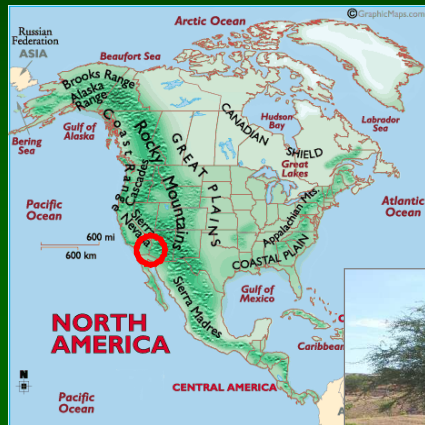 ©GraphicMaps.com
Arctic Ocean
Russian
Federation
ASIA
Beaufort Sea
Brooks Range
Alaska
Range
Bering
Sea
Gulf of
Alaska
Coast Range
Rocky Mountains
Cascades
Sierra
Nevada
GREAT PLAINS
CANADIAN SHIELD
Hudson
Bay
Labrador
Sea
Great
Lakes
Appalachian Mts.
COASTAL PLAIN
Pacific
Ocean
Atlantic
Ocean
600 mi
600 km
Gulf of
Mexico
Sierra Madres
Caribbean
NORTH
AMERICA
CENTRAL AMERICA
N
Pacific
Ocean